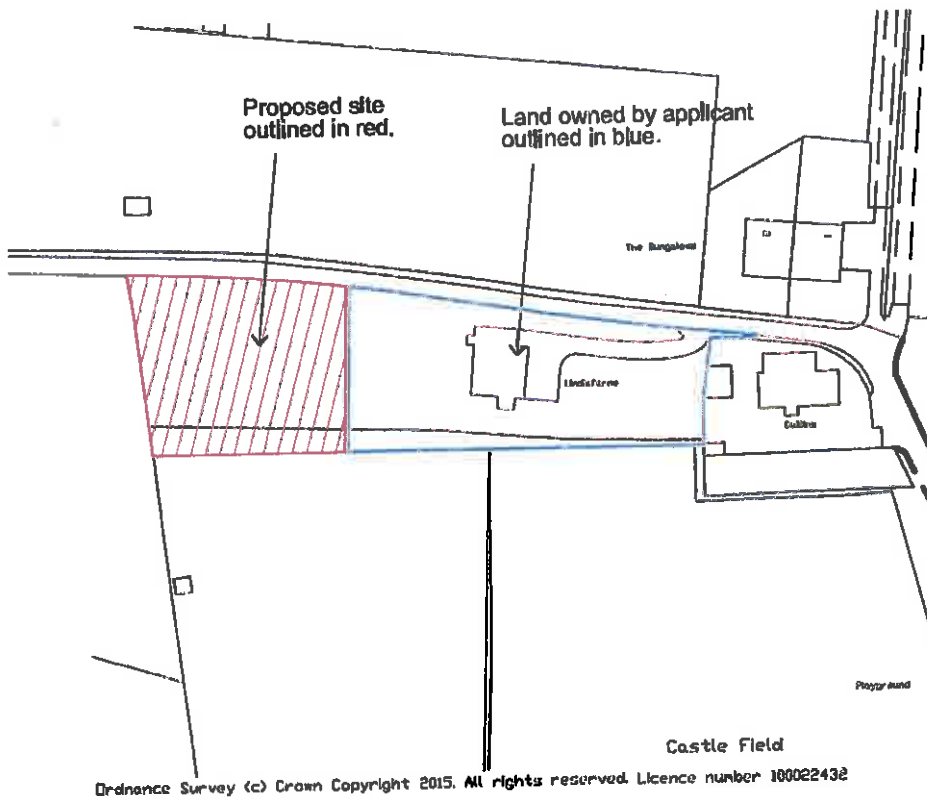 Proposed site
outlined in red.
Land owned by applicant
outlined in blue.
The Bungalows
Lindisfarne
Playground
Castle Field
Ordnance Survey (c) Crown Copyright 2015. All rights reserved. Licence number 100022432